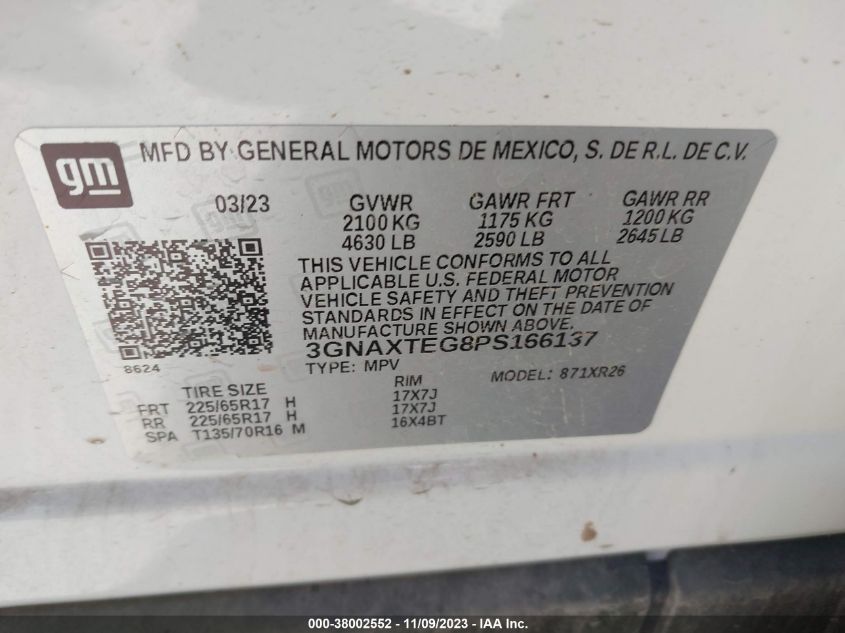 gm
MFD BY GENERAL MOTORS DE MEXICO, S. DE R.L. DE C.V.
03/23 GVWR GAWR FRT GAWR RR
2100 KG 1175 KG 1200 KG
4630 LB 2590 LB 2645 LB
THIS VEHICLE CONFORMS TO ALL
APPLICABLE U.S. FEDERAL MOTOR
VEHICLE SAFETY AND THEFT PREVENTION
STANDARDS IN EFFECT ON THE DATE OF
MANUFACTURE SHOWN ABOVE.
3GNAXTEG8PS166137
8624
TYPE: MPV MODEL: 871XR26
TIRE SIZE RIM
FRT 225/65R17 H 17X7J
RR 225/65R17 H 17X7J
SPA T135/70R16 M 16X4BT
000-38002552 - 11/09/2023 - IAA Inc.